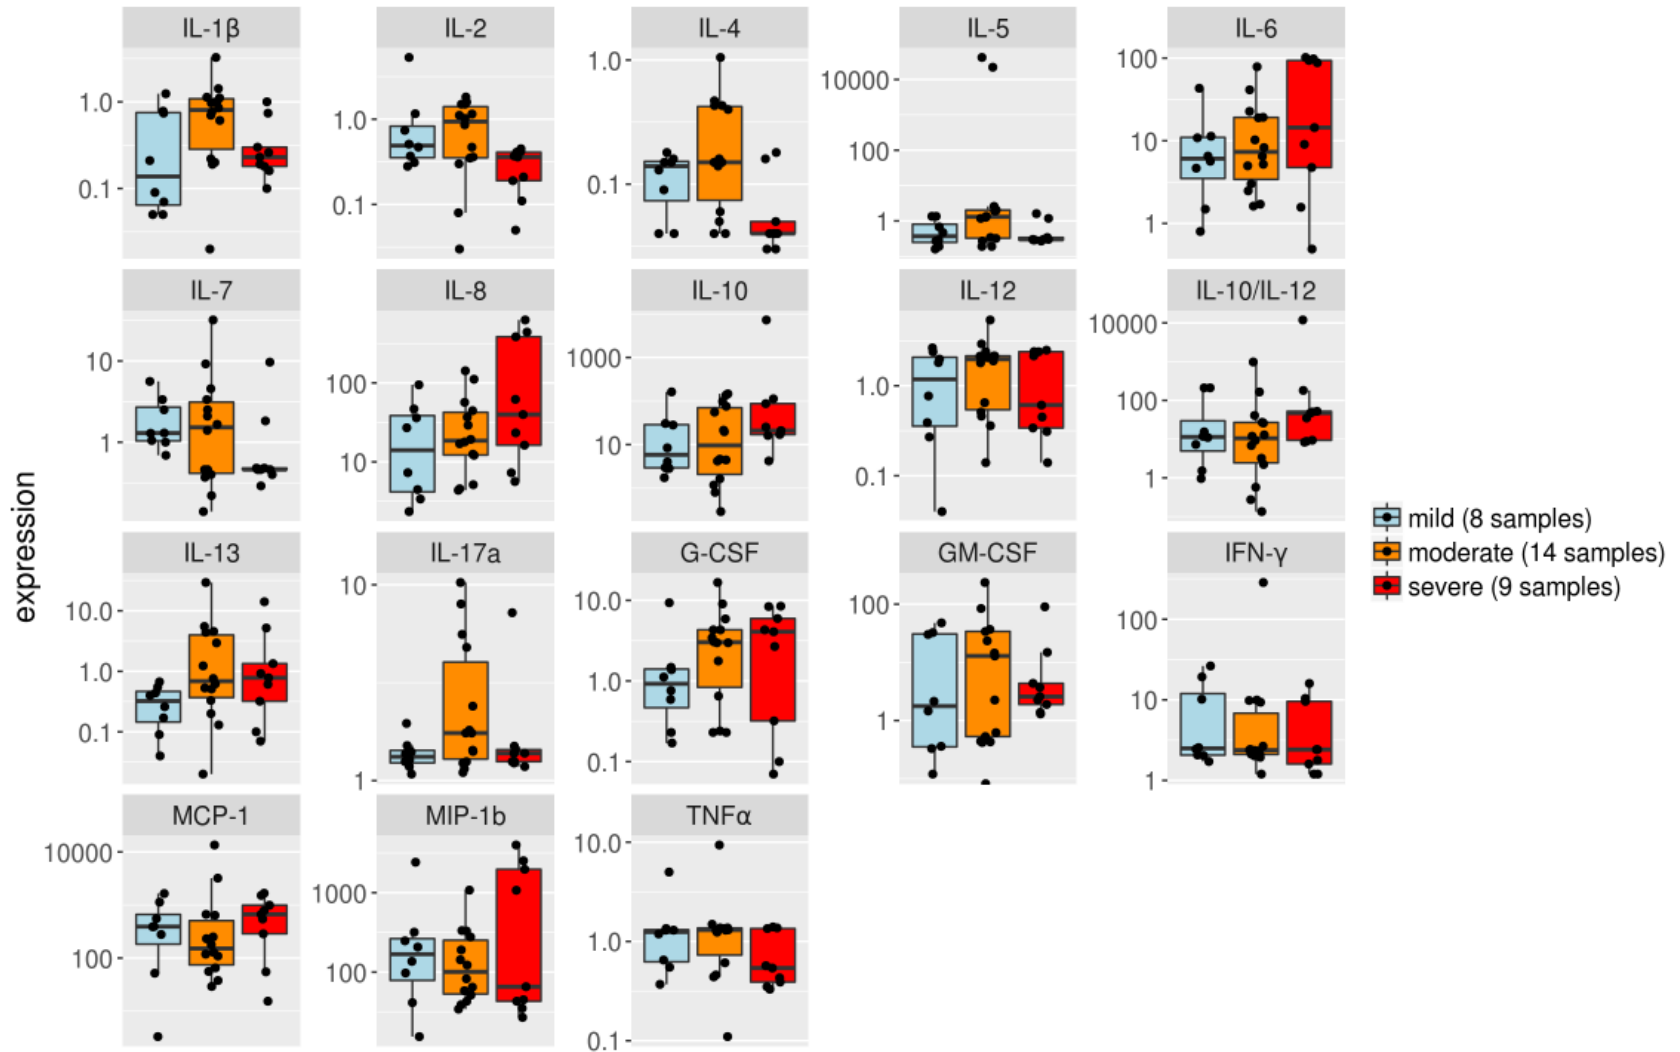 IL-1β
IL-2
IL-4
IL-5
IL-6
1.0
0.1
1.0
0.1
1.0
0.1
10000
100
1
100
10
1
IL-7
IL-8
IL-10
IL-12
IL-10/IL-12
10
1
100
10
1000
10
1.0
0.1
10000
100
1
IL-13
IL-17a
G-CSF
GM-CSF
IFN-γ
10.0
1.0
0.1
10
1
10.0
1.0
0.1
100
1
100
10
1
MCP-1
MIP-1b
TNFα
10000
100
1000
100
10.0
1.0
0.1
expression
mild (8 samples)
moderate (14 samples)
severe (9 samples)